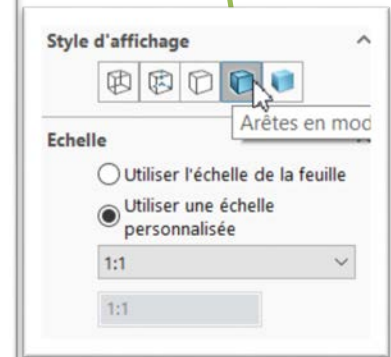 Style d'affichage
Arêtes en mod
Echelle
Utiliser l'échelle de la feuille
Utiliser une échelle
personnalisée
1:1
1:1